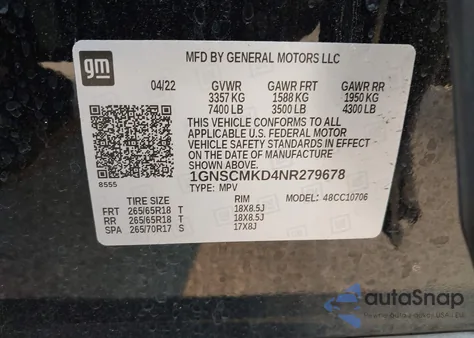 gm
MFD BY GENERAL MOTORS LLC
04/22 GVWR GAWR FRT GAWR RR
3357 KG 1588 KG 1950 KG
7400 LB 3500 LB 4300 LB
THIS VEHICLE CONFORMS TO ALL
APPLICABLE U.S. FEDERAL MOTOR
VEHICLE SAFETY STANDARDS IN
EFFECT ON THE DATE OF MANUFACTURE
SHOWN ABOVE.
1GNSCMKD4NR279678
8555
TYPE: MPV MODEL: 48CC10706
TIRE SIZE RIM
FRT 265/65R18 T 18X8.5J
RR 265/65R18 T 18X8.5J
SPA 265/70R17 S 17X8J
autoSnap